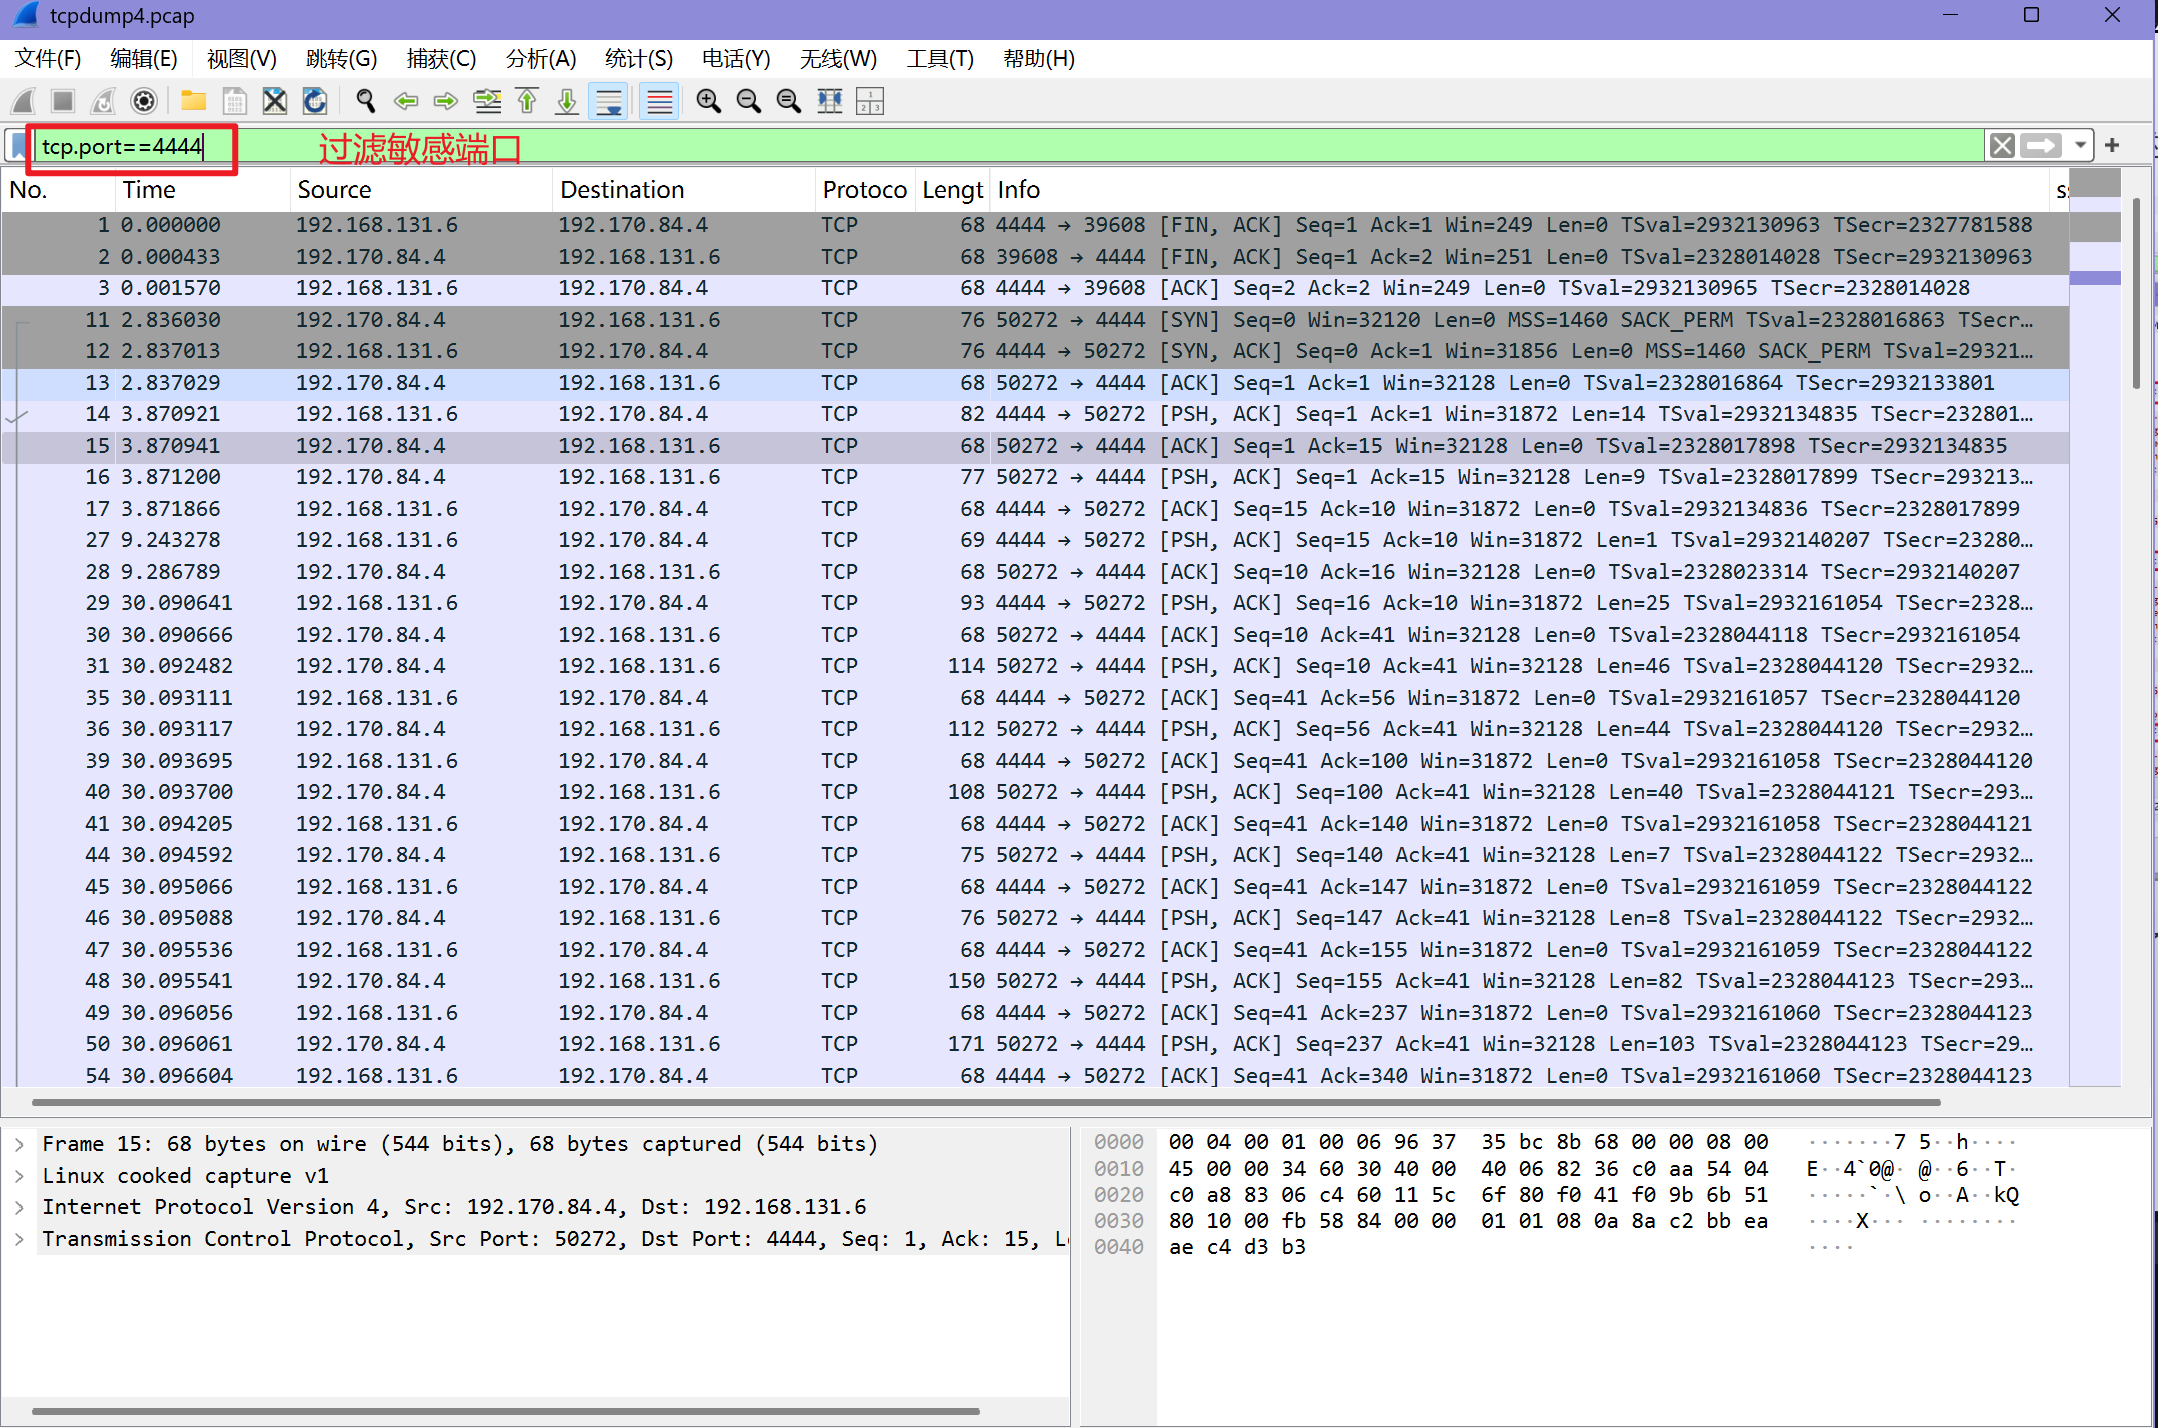 tcpdump4.pcap
文件(F) 编辑(E) 视图(V) 跳转(G) 捕获(C) 分析(A) 统计(S) 电话(Y) 无线(W) 工具(T) 帮助(H)
tcp.port==4444 过滤敏感端口
No. Time Source Destination Protoco Lengt Info
1 0.000000 192.168.131.6 192.170.84.4 TCP 68 4444 → 39608 [FIN, ACK] Seq=1 Ack=1 Win=249 Len=0 TSval=2932130963 TSecr=2327781588
2 0.000433 192.170.84.4 192.168.131.6 TCP 68 39608 → 4444 [FIN, ACK] Seq=1 Ack=2 Win=251 Len=0 TSval=2328014028 TSecr=2932130963
3 0.001570 192.168.131.6 192.170.84.4 TCP 68 4444 → 39608 [ACK] Seq=2 Ack=2 Win=249 Len=0 TSval=2932130965 TSecr=2328014028
11 2.836030 192.170.84.4 192.168.131.6 TCP 76 50272 → 4444 [SYN] Seq=0 Win=32120 Len=0 MSS=1460 SACK_PERM TSval=2328016863 TSecr…
12 2.837013 192.168.131.6 192.170.84.4 TCP 76 4444 → 50272 [SYN, ACK] Seq=0 Ack=1 Win=31856 Len=0 MSS=1460 SACK_PERM TSval=29321…
13 2.837029 192.170.84.4 192.168.131.6 TCP 68 50272 → 4444 [ACK] Seq=1 Ack=1 Win=32128 Len=0 TSval=2328016864 TSecr=2932133801
14 3.870921 192.168.131.6 192.170.84.4 TCP 82 4444 → 50272 [PSH, ACK] Seq=1 Ack=1 Win=31872 Len=14 TSval=2932134835 TSecr=232801…
15 3.870941 192.170.84.4 192.168.131.6 TCP 68 50272 → 4444 [ACK] Seq=1 Ack=15 Win=32128 Len=0 TSval=2328017898 TSecr=2932134835
16 3.871200 192.170.84.4 192.168.131.6 TCP 77 50272 → 4444 [PSH, ACK] Seq=1 Ack=15 Win=32128 Len=9 TSval=2328017899 TSecr=293213…
17 3.871866 192.168.131.6 192.170.84.4 TCP 68 4444 → 50272 [ACK] Seq=15 Ack=10 Win=31872 Len=0 TSval=2932134836 TSecr=2328017899
27 9.243278 192.168.131.6 192.170.84.4 TCP 69 4444 → 50272 [PSH, ACK] Seq=15 Ack=10 Win=31872 Len=1 TSval=2932140207 TSecr=23280…
28 9.286789 192.170.84.4 192.168.131.6 TCP 68 50272 → 4444 [ACK] Seq=10 Ack=16 Win=32128 Len=0 TSval=2328023314 TSecr=2932140207
29 30.090641 192.168.131.6 192.170.84.4 TCP 93 4444 → 50272 [PSH, ACK] Seq=16 Ack=10 Win=31872 Len=25 TSval=2932161054 TSecr=2328…
30 30.090666 192.170.84.4 192.168.131.6 TCP 68 50272 → 4444 [ACK] Seq=10 Ack=41 Win=32128 Len=0 TSval=2328044118 TSecr=2932161054
31 30.092482 192.170.84.4 192.168.131.6 TCP 114 50272 → 4444 [PSH, ACK] Seq=10 Ack=41 Win=32128 Len=46 TSval=2328044120 TSecr=2932…
35 30.093111 192.168.131.6 192.170.84.4 TCP 68 4444 → 50272 [ACK] Seq=41 Ack=56 Win=31872 Len=0 TSval=2932161057 TSecr=2328044120
36 30.093117 192.170.84.4 192.168.131.6 TCP 112 50272 → 4444 [PSH, ACK] Seq=56 Ack=41 Win=32128 Len=44 TSval=2328044120 TSecr=2932…
39 30.093695 192.168.131.6 192.170.84.4 TCP 68 4444 → 50272 [ACK] Seq=41 Ack=100 Win=31872 Len=0 TSval=2932161058 TSecr=2328044120
40 30.093700 192.170.84.4 192.168.131.6 TCP 108 50272 → 4444 [PSH, ACK] Seq=100 Ack=41 Win=32128 Len=40 TSval=2328044121 TSecr=293…
41 30.094205 192.168.131.6 192.170.84.4 TCP 68 4444 → 50272 [ACK] Seq=41 Ack=140 Win=31872 Len=0 TSval=2932161058 TSecr=2328044121
44 30.094592 192.170.84.4 192.168.131.6 TCP 75 50272 → 4444 [PSH, ACK] Seq=140 Ack=41 Win=32128 Len=7 TSval=2328044122 TSecr=2932…
45 30.095066 192.168.131.6 192.170.84.4 TCP 68 4444 → 50272 [ACK] Seq=41 Ack=147 Win=31872 Len=0 TSval=2932161059 TSecr=2328044122
46 30.095088 192.170.84.4 192.168.131.6 TCP 76 50272 → 4444 [PSH, ACK] Seq=147 Ack=41 Win=32128 Len=8 TSval=2328044122 TSecr=2932…
47 30.095536 192.168.131.6 192.170.84.4 TCP 68 4444 → 50272 [ACK] Seq=41 Ack=155 Win=31872 Len=0 TSval=2932161059 TSecr=2328044122
48 30.095541 192.170.84.4 192.168.131.6 TCP 150 50272 → 4444 [PSH, ACK] Seq=155 Ack=41 Win=32128 Len=82 TSval=2328044123 TSecr=293…
49 30.096056 192.168.131.6 192.170.84.4 TCP 68 4444 → 50272 [ACK] Seq=41 Ack=237 Win=31872 Len=0 TSval=2932161060 TSecr=2328044123
50 30.096061 192.170.84.4 192.168.131.6 TCP 171 50272 → 4444 [PSH, ACK] Seq=237 Ack=41 Win=32128 Len=103 TSval=2328044123 TSecr=29…
54 30.096604 192.168.131.6 192.170.84.4 TCP 68 4444 → 50272 [ACK] Seq=41 Ack=340 Win=31872 Len=0 TSval=2932161060 TSecr=2328044123
Frame 15: 68 bytes on wire (544 bits), 68 bytes captured (544 bits)
Linux cooked capture v1
Internet Protocol Version 4, Src: 192.170.84.4, Dst: 192.168.131.6
Transmission Control Protocol, Src Port: 50272, Dst Port: 4444, Seq: 1, Ack: 15,
0000 00 04 00 01 00 06 96 37 35 bc 8b 68 00 00 08 00 ·······7 5··h····
0010 45 00 00 34 60 30 40 00 40 06 82 36 c0 aa 54 04 E··4`0@· @··6··T·
0020 c0 a8 83 06 c4 60 11 5c 6f 80 f0 41 f0 9b 6b 51 ·····`·\ o··A··kQ
0030 80 10 00 fb 58 84 00 00 01 01 08 0a 8a c2 bb ea ····X··· ········
0040 ae c4 d3 b3 ····